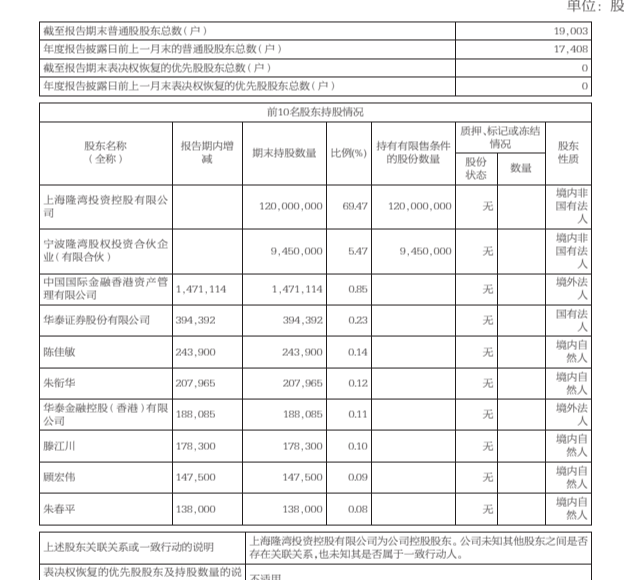 单位：股
截至报告期末普通股股东总数（户） 19,003
年度报告披露日前上一月末的普通股股东总数（户） 17,408
截至报告期末表决权恢复的优先股股东总数（户） 0
年度报告披露日前上一月末表决权恢复的优先股股东总数（户） 0
前10名股东持股情况
股东名称（全称） 报告期内增减 期末持股数量 比例(%) 持有有限售条件的股份数量 质押、标记或冻结情况 股东性质
股份状态 数量
上海隆湾投资控股有限公司 120,000,000 69.47 120,000,000 无 境内非国有法人
宁波隆湾股权投资合伙企业（有限合伙） 9,450,000 5.47 9,450,000 无 境内非国有法人
中国国际金融香港资产管理有限公司 1,471,114 1,471,114 0.85 无 境外法人
华泰证券股份有限公司 394,392 394,392 0.23 无 国有法人
陈佳敏 243,900 243,900 0.14 无 境内自然人
朱衔华 207,965 207,965 0.12 无 境内自然人
华泰金融控股（香港）有限公司 188,085 188,085 0.11 无 境外法人
滕江川 178,300 178,300 0.10 无 境内自然人
顾宏伟 147,500 147,500 0.09 无 境内自然人
朱春平 138,000 138,000 0.08 无 境内自然人
上述股东关联关系或一致行动的说明 上海隆湾投资控股有限公司为公司控股股东。公司未知其他股东之间是否
存在关联关系,也未知其是否属于一致行动人。
表决权恢复的优先股股东及持股数量的说 不适用